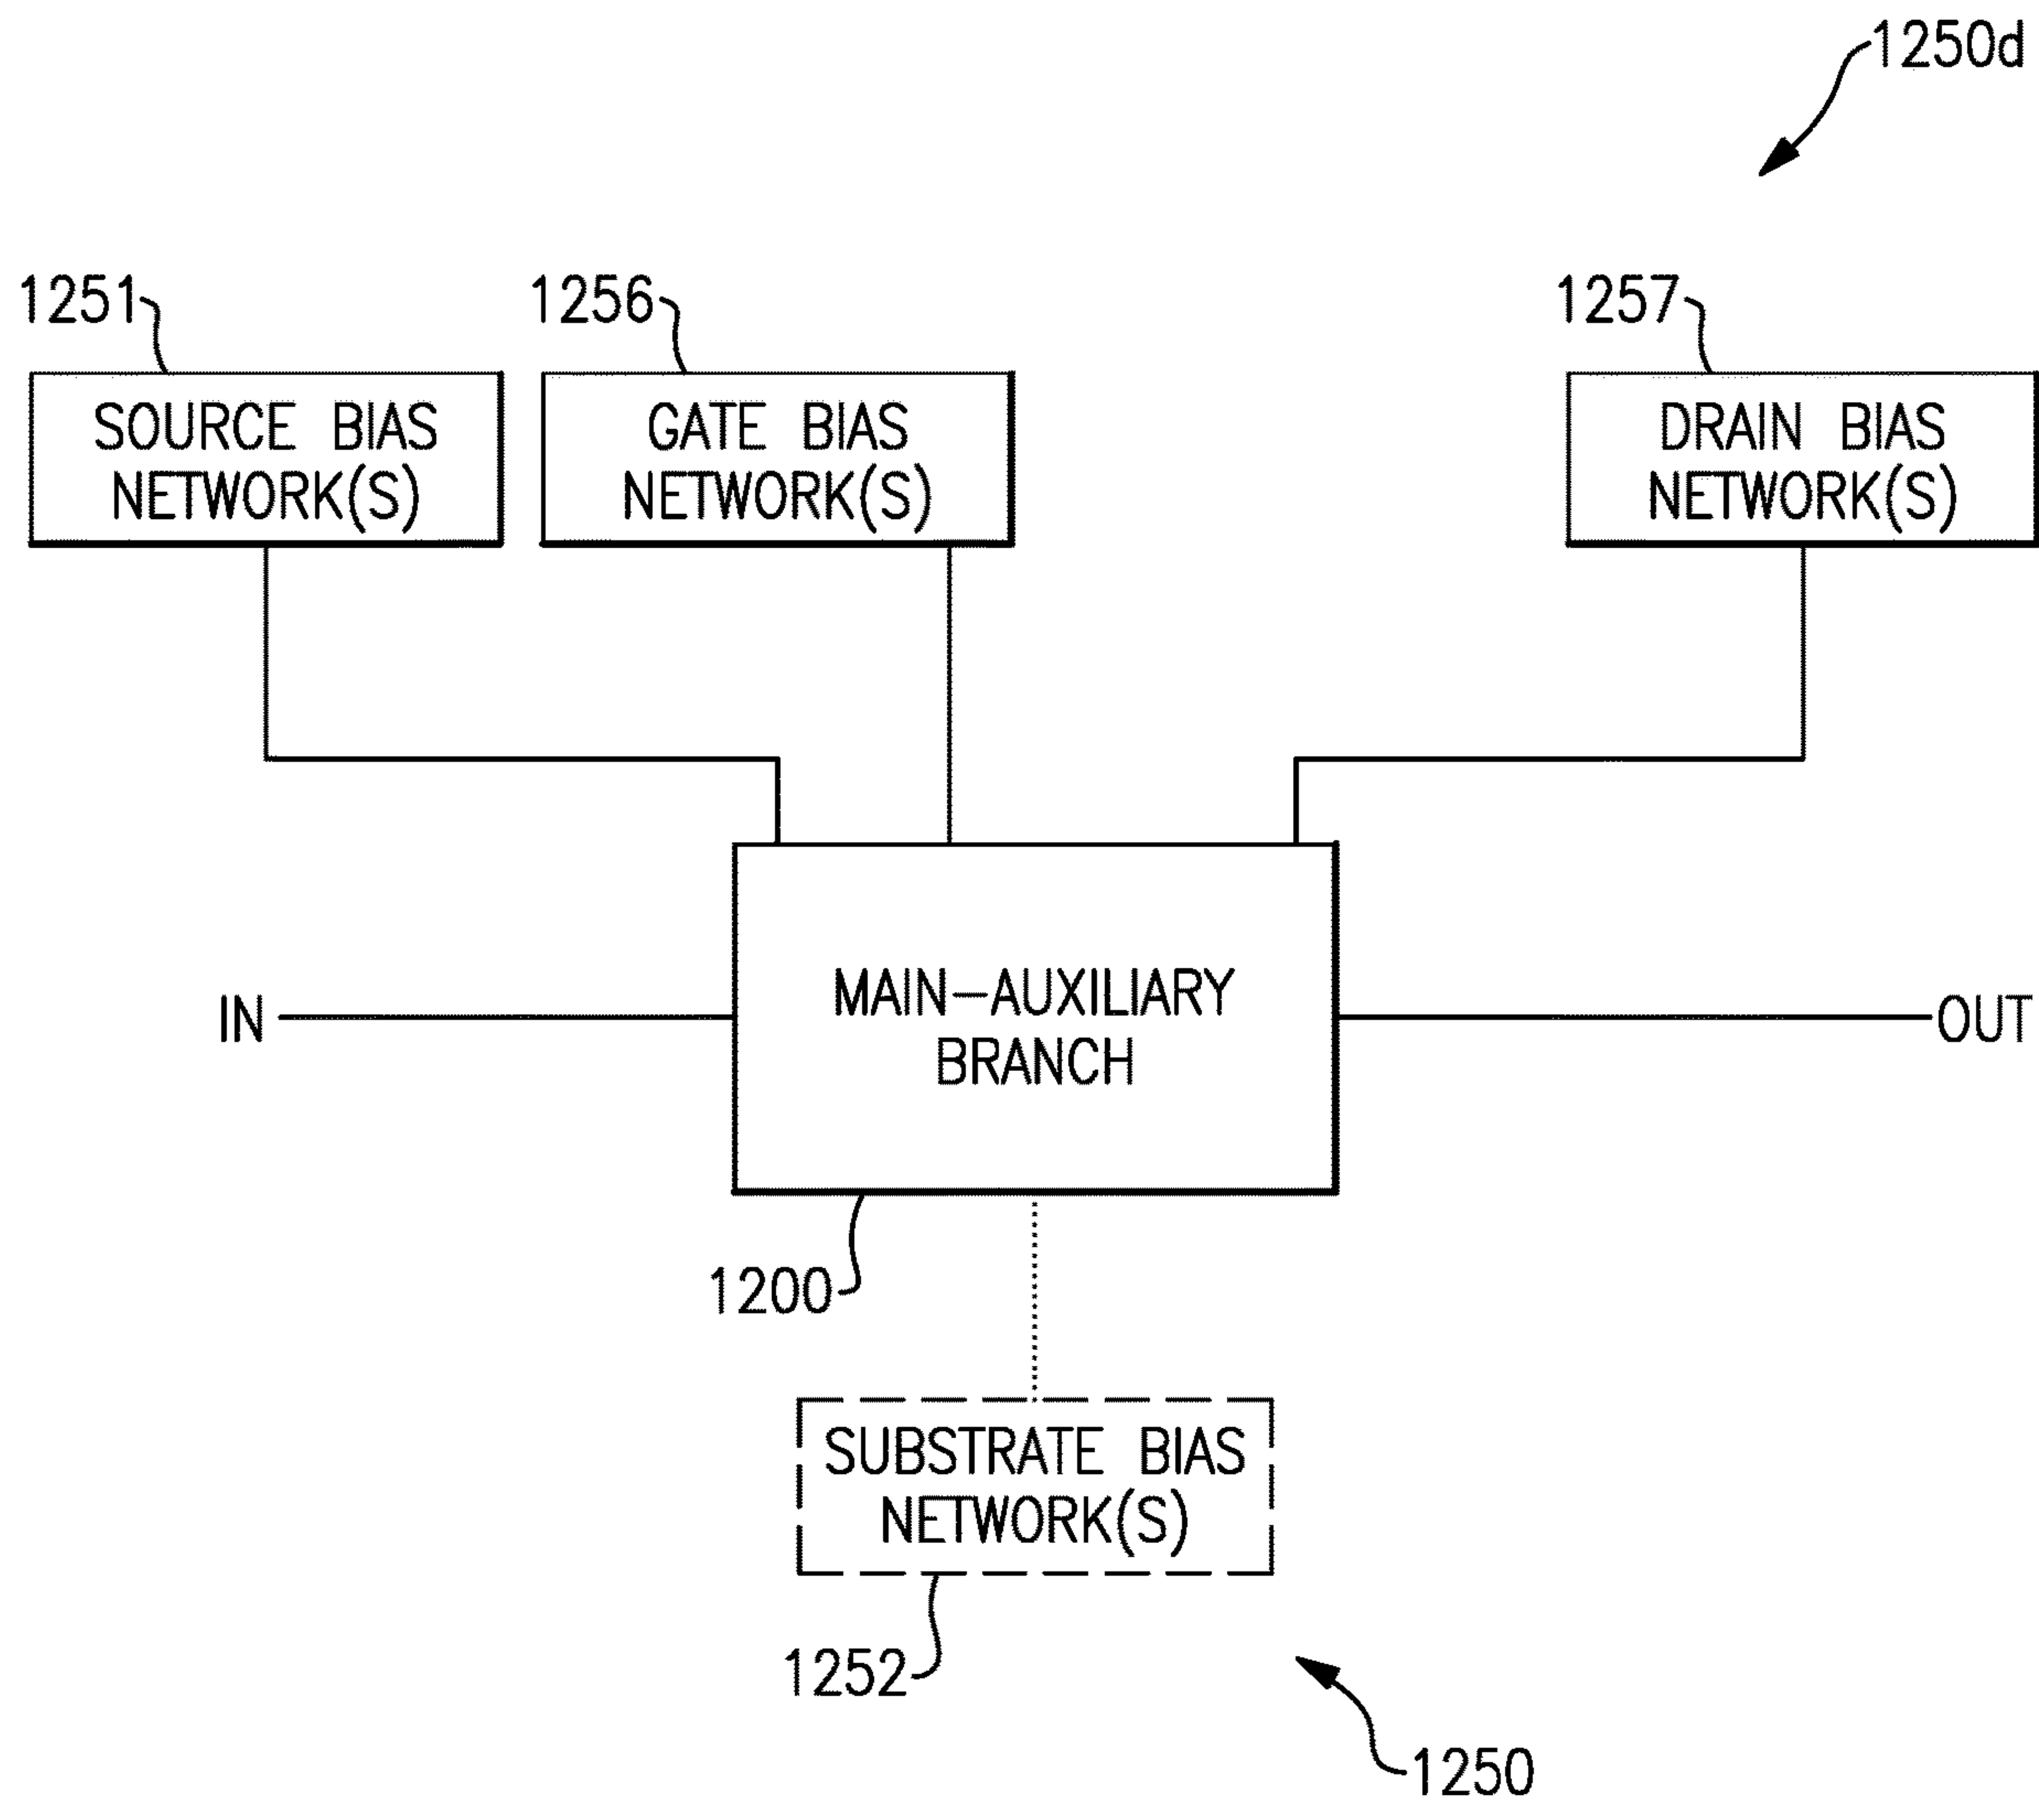 1250d
1251
1256
1257
SOURCE BIAS
NETWORK(S)
GATE BIAS
NETWORK(S)
DRAIN BIAS
NETWORK(S)
IN
MAIN-AUXILIARY
BRANCH
OUT
1200
SUBSTRATE BIAS
NETWORK(S)
1252
1250